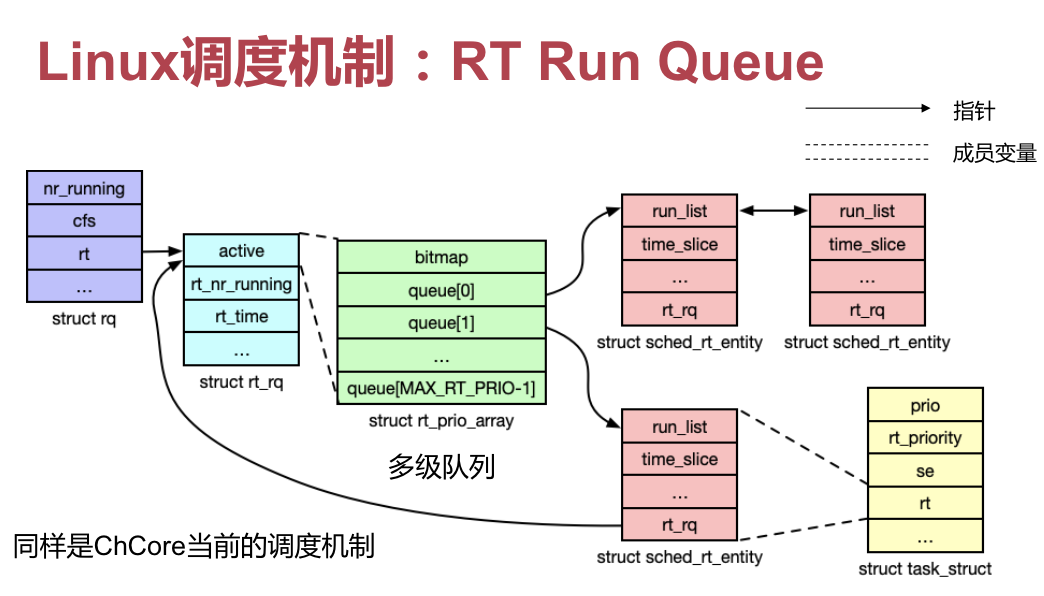 Linux调度机制：RT Run Queue
指针
成员变量
nr_running
cfs
rt
...
struct rq
active
rt_nr_running
rt_time
...
struct rt_rq
bitmap
queue[0]
queue[1]
...
queue[MAX_RT_PRIO-1]
struct rt_prio_array
多级队列
run_list
time_slice
...
rt_rq
struct sched_rt_entity
run_list
time_slice
...
rt_rq
struct sched_rt_entity
run_list
time_slice
...
rt_rq
struct sched_rt_entity
prio
rt_priority
se
rt
...
struct task_struct
同样是ChCore当前的调度机制